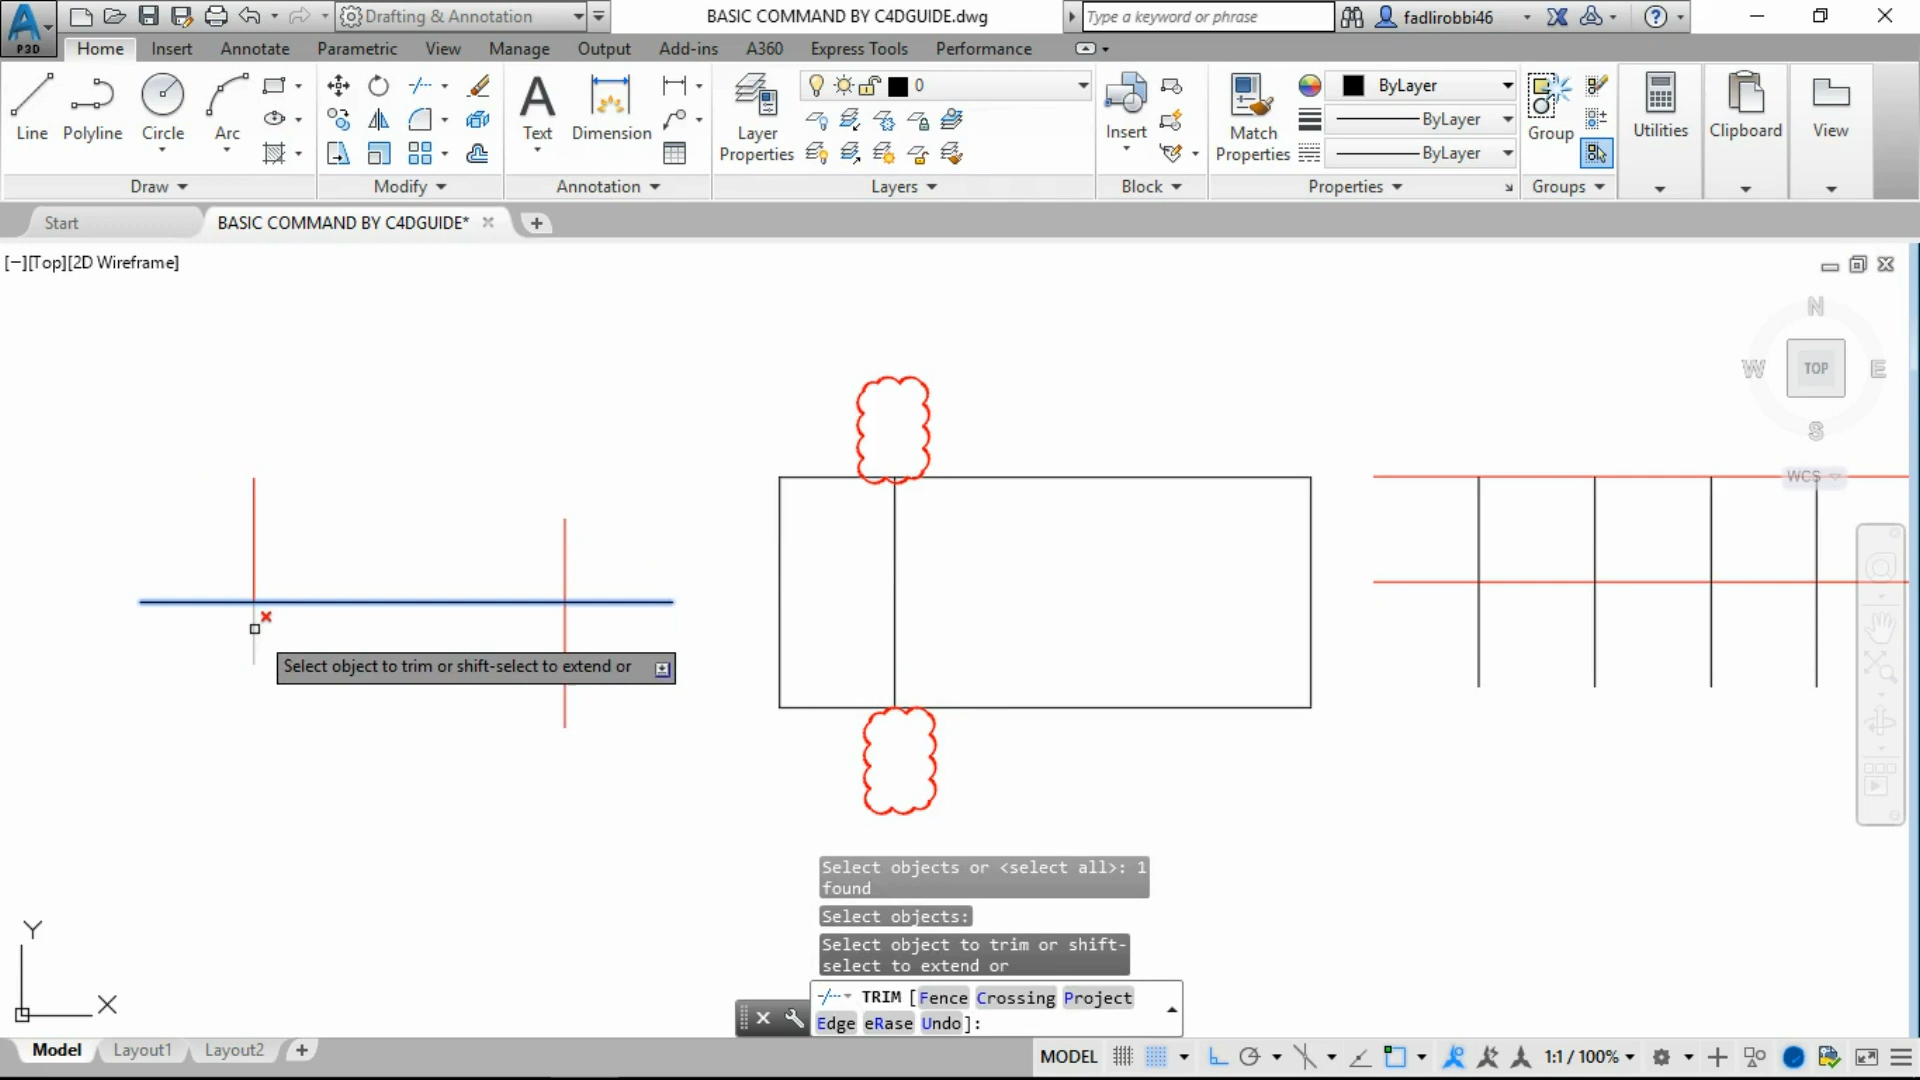 Drafting & Annotation
BASIC COMMAND BY C4DGUIDE.dwg
Type a keyword or phrase
fadlirobbi46
P3D
Home Insert Annotate Parametric View Manage Output Add-ins A360 Express Tools Performance
Line Polyline Circle Arc
Text Dimension
Layer
Properties
0
Insert
Match
Properties
ByLayer
ByLayer
ByLayer
Group
Utilities
Clipboard
View
Draw Modify Annotation Layers Block Properties Groups
Start BASIC COMMAND BY C4DGUIDE*
[−][Top][2D Wireframe]
N
W TOP E
S
WCS
Select object to trim or shift-select to extend or
Select objects or <select all>: 1
found
Select objects:
Select object to trim or shift-
select to extend or
TRIM [Fence Crossing Project
Edge eRase Undo]:
Y
X
Model Layout1 Layout2
MODEL 1:1 / 100%